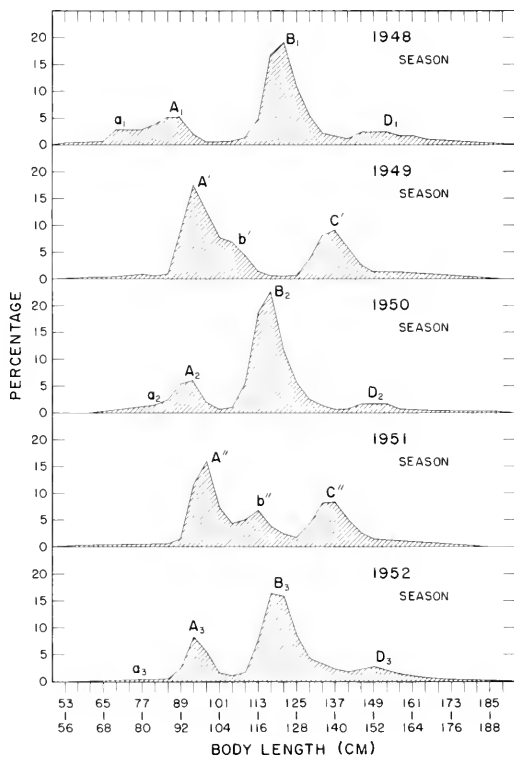 20
15
10
5
0
a₁
A₁
B₁
D₁
1948
SEASON
20
15
10
5
0
A′
b′
C′
1949
SEASON
20
15
10
5
0
a₂
A₂
B₂
D₂
1950
SEASON
20
15
10
5
0
A″
b″
C″
1951
SEASON
20
15
10
5
0
a₃
A₃
B₃
D₃
1952
SEASON
PERCENTAGE
53 65 77 89 101 113 125 137 149 161 173 185
56 68 80 92 104 116 128 140 152 164 176 188
BODY LENGTH (CM)